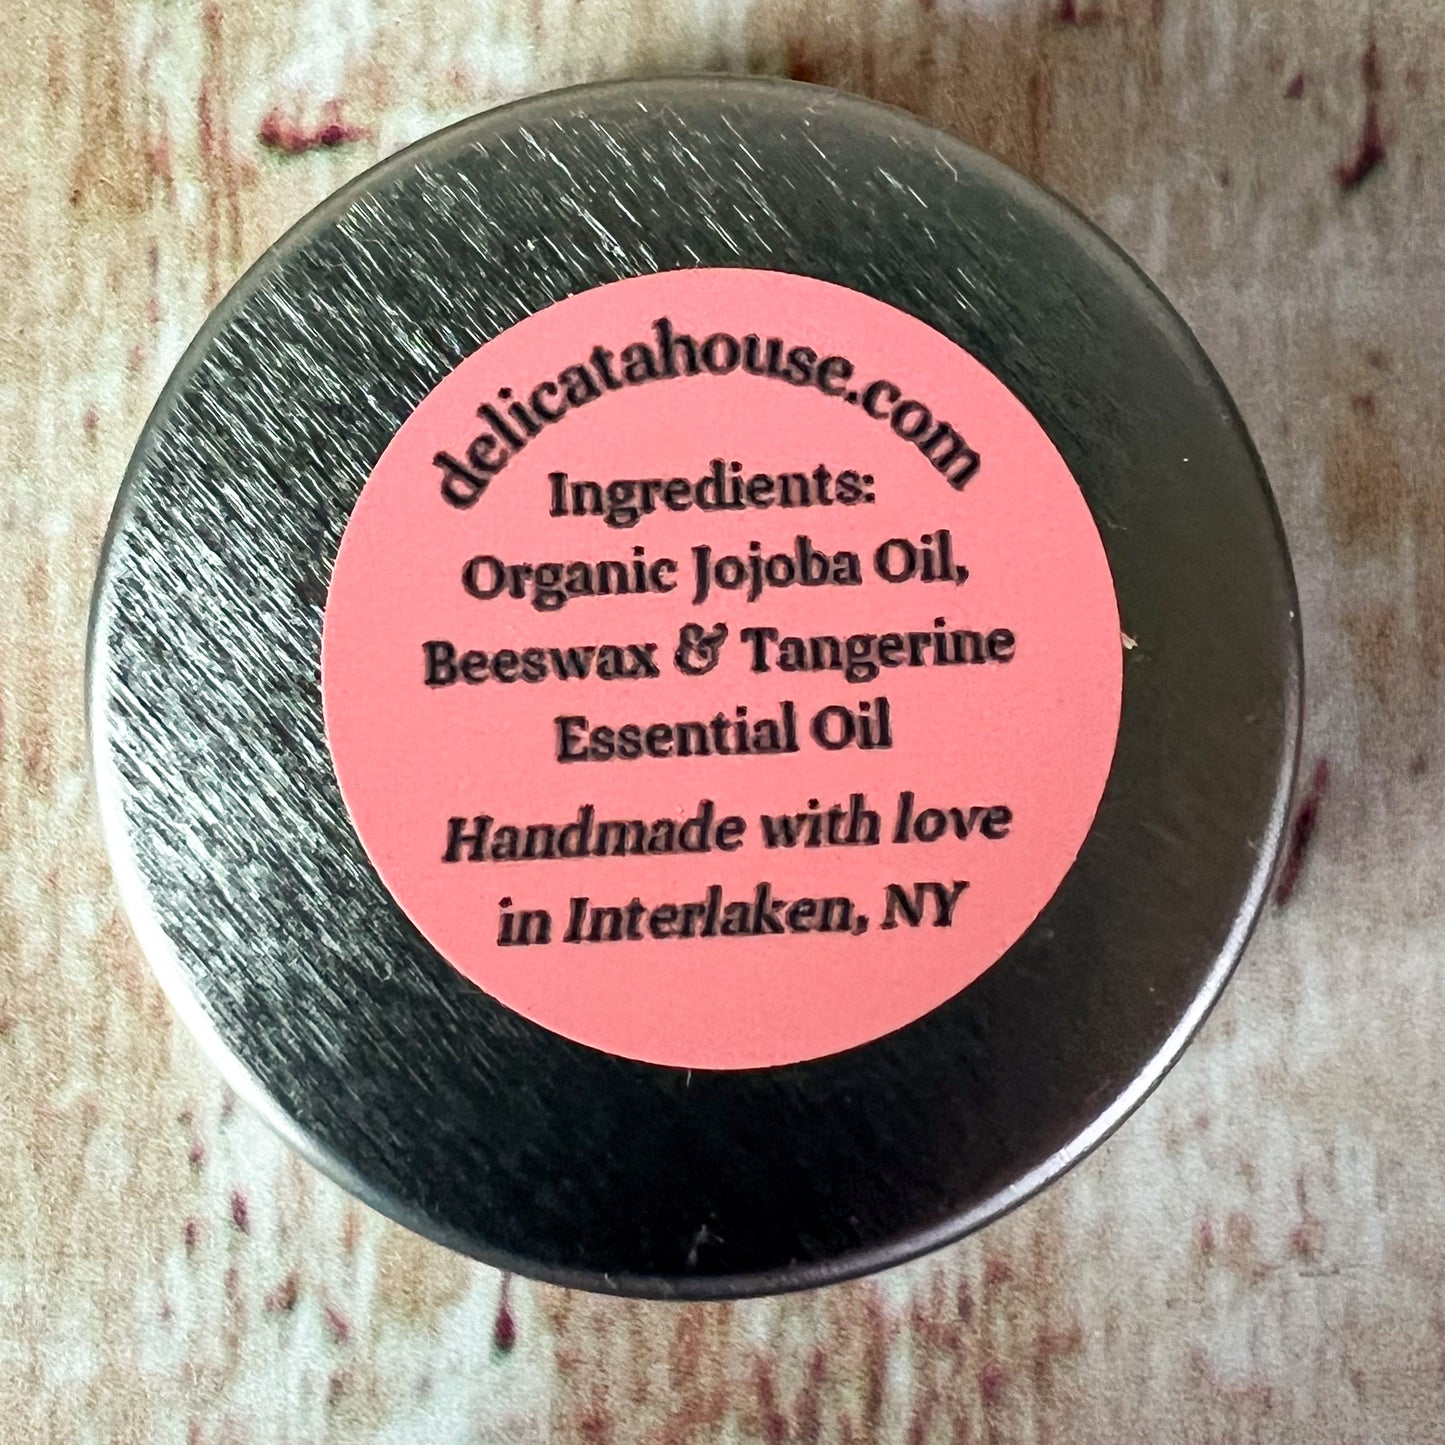 delicatahouse.com
Ingredients:
Organic Jojoba Oil,
Beeswax & Tangerine
Essential Oil
Handmade with love
in Interlaken, NY